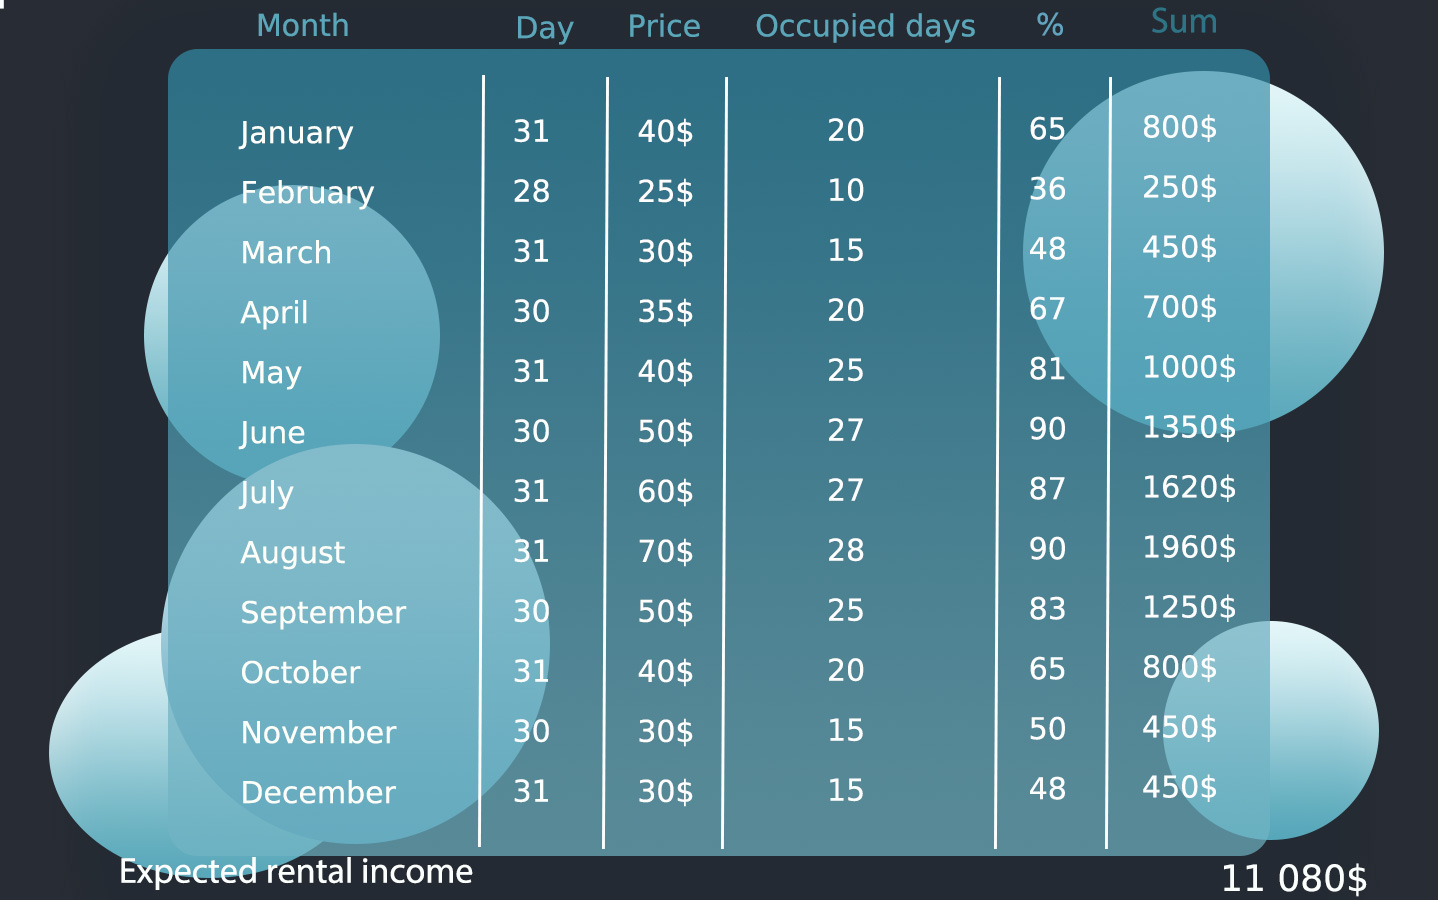 Month Day Price Occupied days % Sum
January 31 40$ 20 65 800$
February 28 25$ 10 36 250$
March 31 30$ 15 48 450$
April 30 35$ 20 67 700$
May 31 40$ 25 81 1000$
June 30 50$ 27 90 1350$
July 31 60$ 27 87 1620$
August 31 70$ 28 90 1960$
September 30 50$ 25 83 1250$
October 31 40$ 20 65 800$
November 30 30$ 15 50 450$
December 31 30$ 15 48 450$
Expected rental income 11 080$